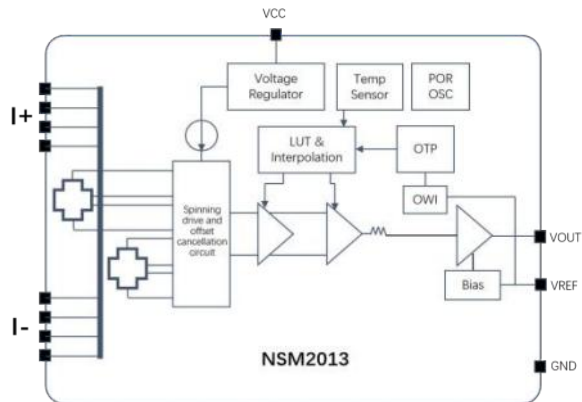 VCC
Voltage
Regulator
Temp
Sensor
POR
OSC
I+
LUT &
Interpolation
OTP
OWI
Spinning
drive and
offset
cancellation
circuit
VOUT
Bias
VREF
I-
NSM2013
GND